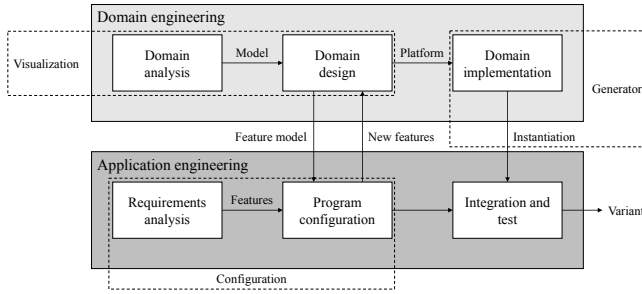 Domain engineering
Visualization
Domain
analysis
Model
Domain
design
Platform
Domain
implementation
Generator
Feature model
New features
Instantiation
Application engineering
Requirements
analysis
Features
Program
configuration
Integration and
test
Variant
Configuration